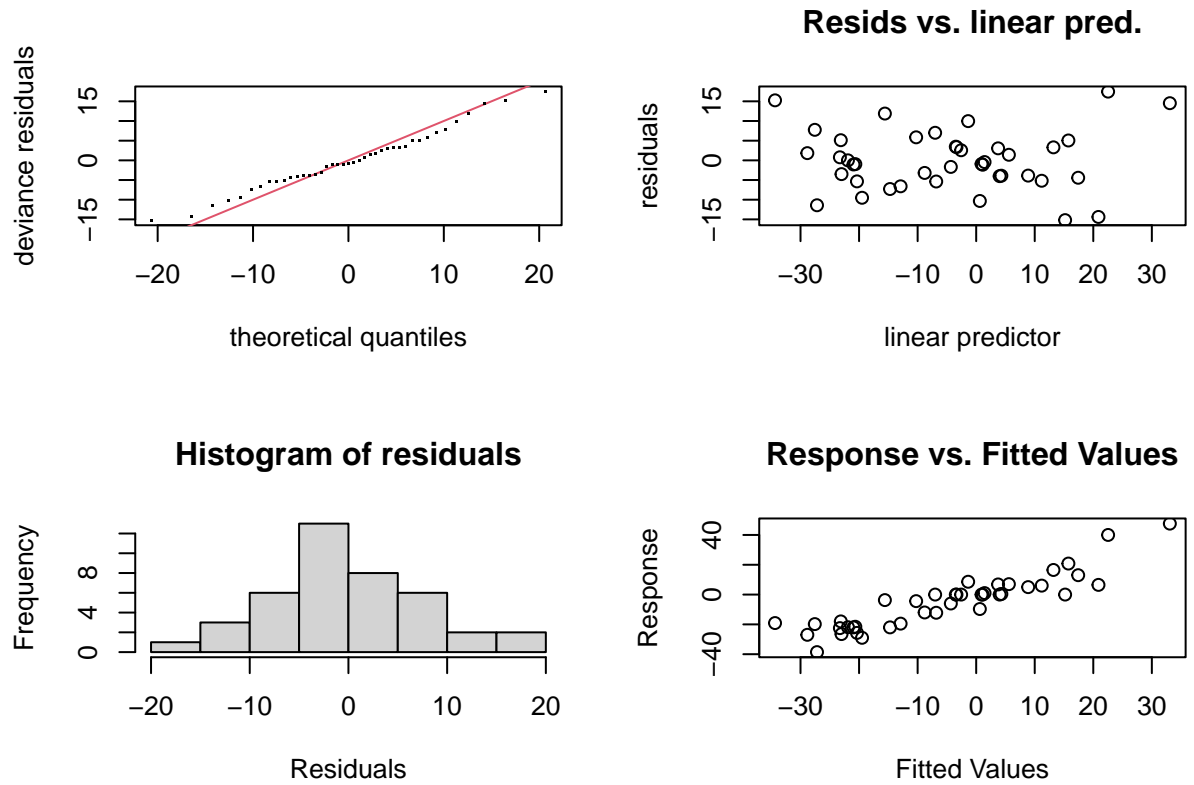 deviance residuals
−15 0 15
−20 −10 0 10 20
theoretical quantiles
Resids vs. linear pred.
residuals
−15 0 15
−30 −10 0 10 20 30
linear predictor
Histogram of residuals
Frequency
0 4 8
−20 −10 0 10 20
Residuals
Response vs. Fitted Values
Response
−40 0 40
−30 −10 0 10 20 30
Fitted Values